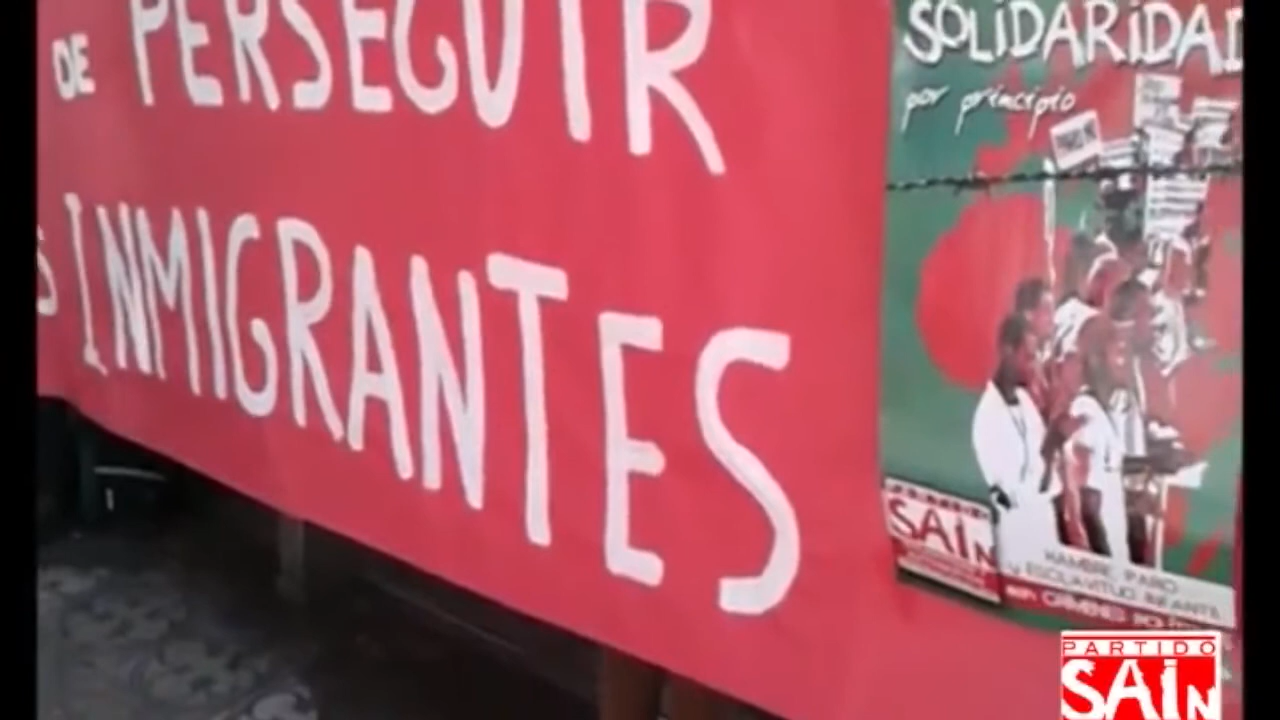 DE PERSEGUIR
S INMIGRANTES
SOLiDARiDAD
por principio
SAiN
HAMBRE, PARO
y ESCLAVITUD INFANTIL
PARTIDO
SAiN